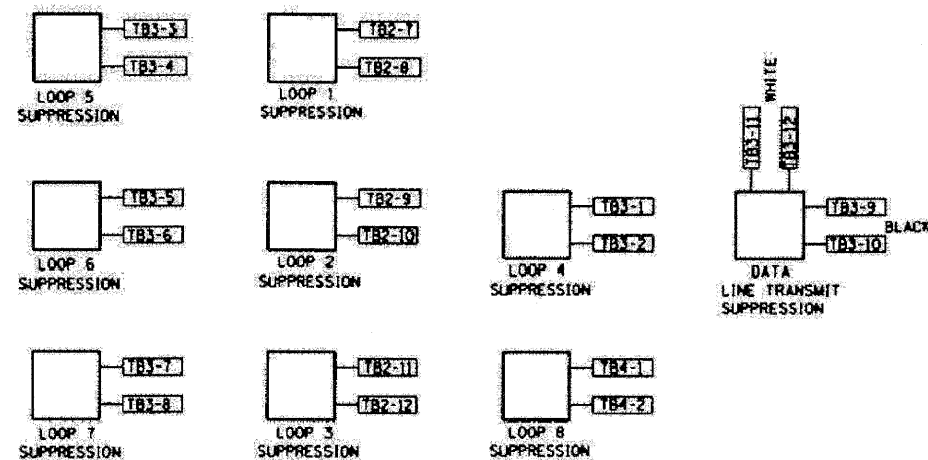 TB3-3
TB3-4
LOOP 5
SUPPRESSION
TB2-7
TB2-8
LOOP 1
SUPPRESSION
WHITE
TB3-11
TB3-12
TB3-5
TB3-6
LOOP 6
SUPPRESSION
TB2-9
TB2-10
LOOP 2
SUPPRESSION
TB3-1
TB3-2
LOOP 4
SUPPRESSION
TB3-9
BLACK
TB3-10
DATA
LINE TRANSMIT
SUPPRESSION
TB3-7
TB3-8
LOOP 7
SUPPRESSION
TB2-11
TB2-12
LOOP 3
SUPPRESSION
TB4-1
TB4-2
LOOP 8
SUPPRESSION